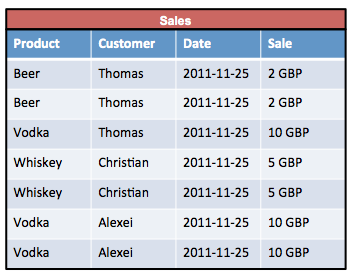 Sales
Product Customer Date Sale
Beer Thomas 2011-11-25 2 GBP
Beer Thomas 2011-11-25 2 GBP
Vodka Thomas 2011-11-25 10 GBP
Whiskey Christian 2011-11-25 5 GBP
Whiskey Christian 2011-11-25 5 GBP
Vodka Alexei 2011-11-25 10 GBP
Vodka Alexei 2011-11-25 10 GBP